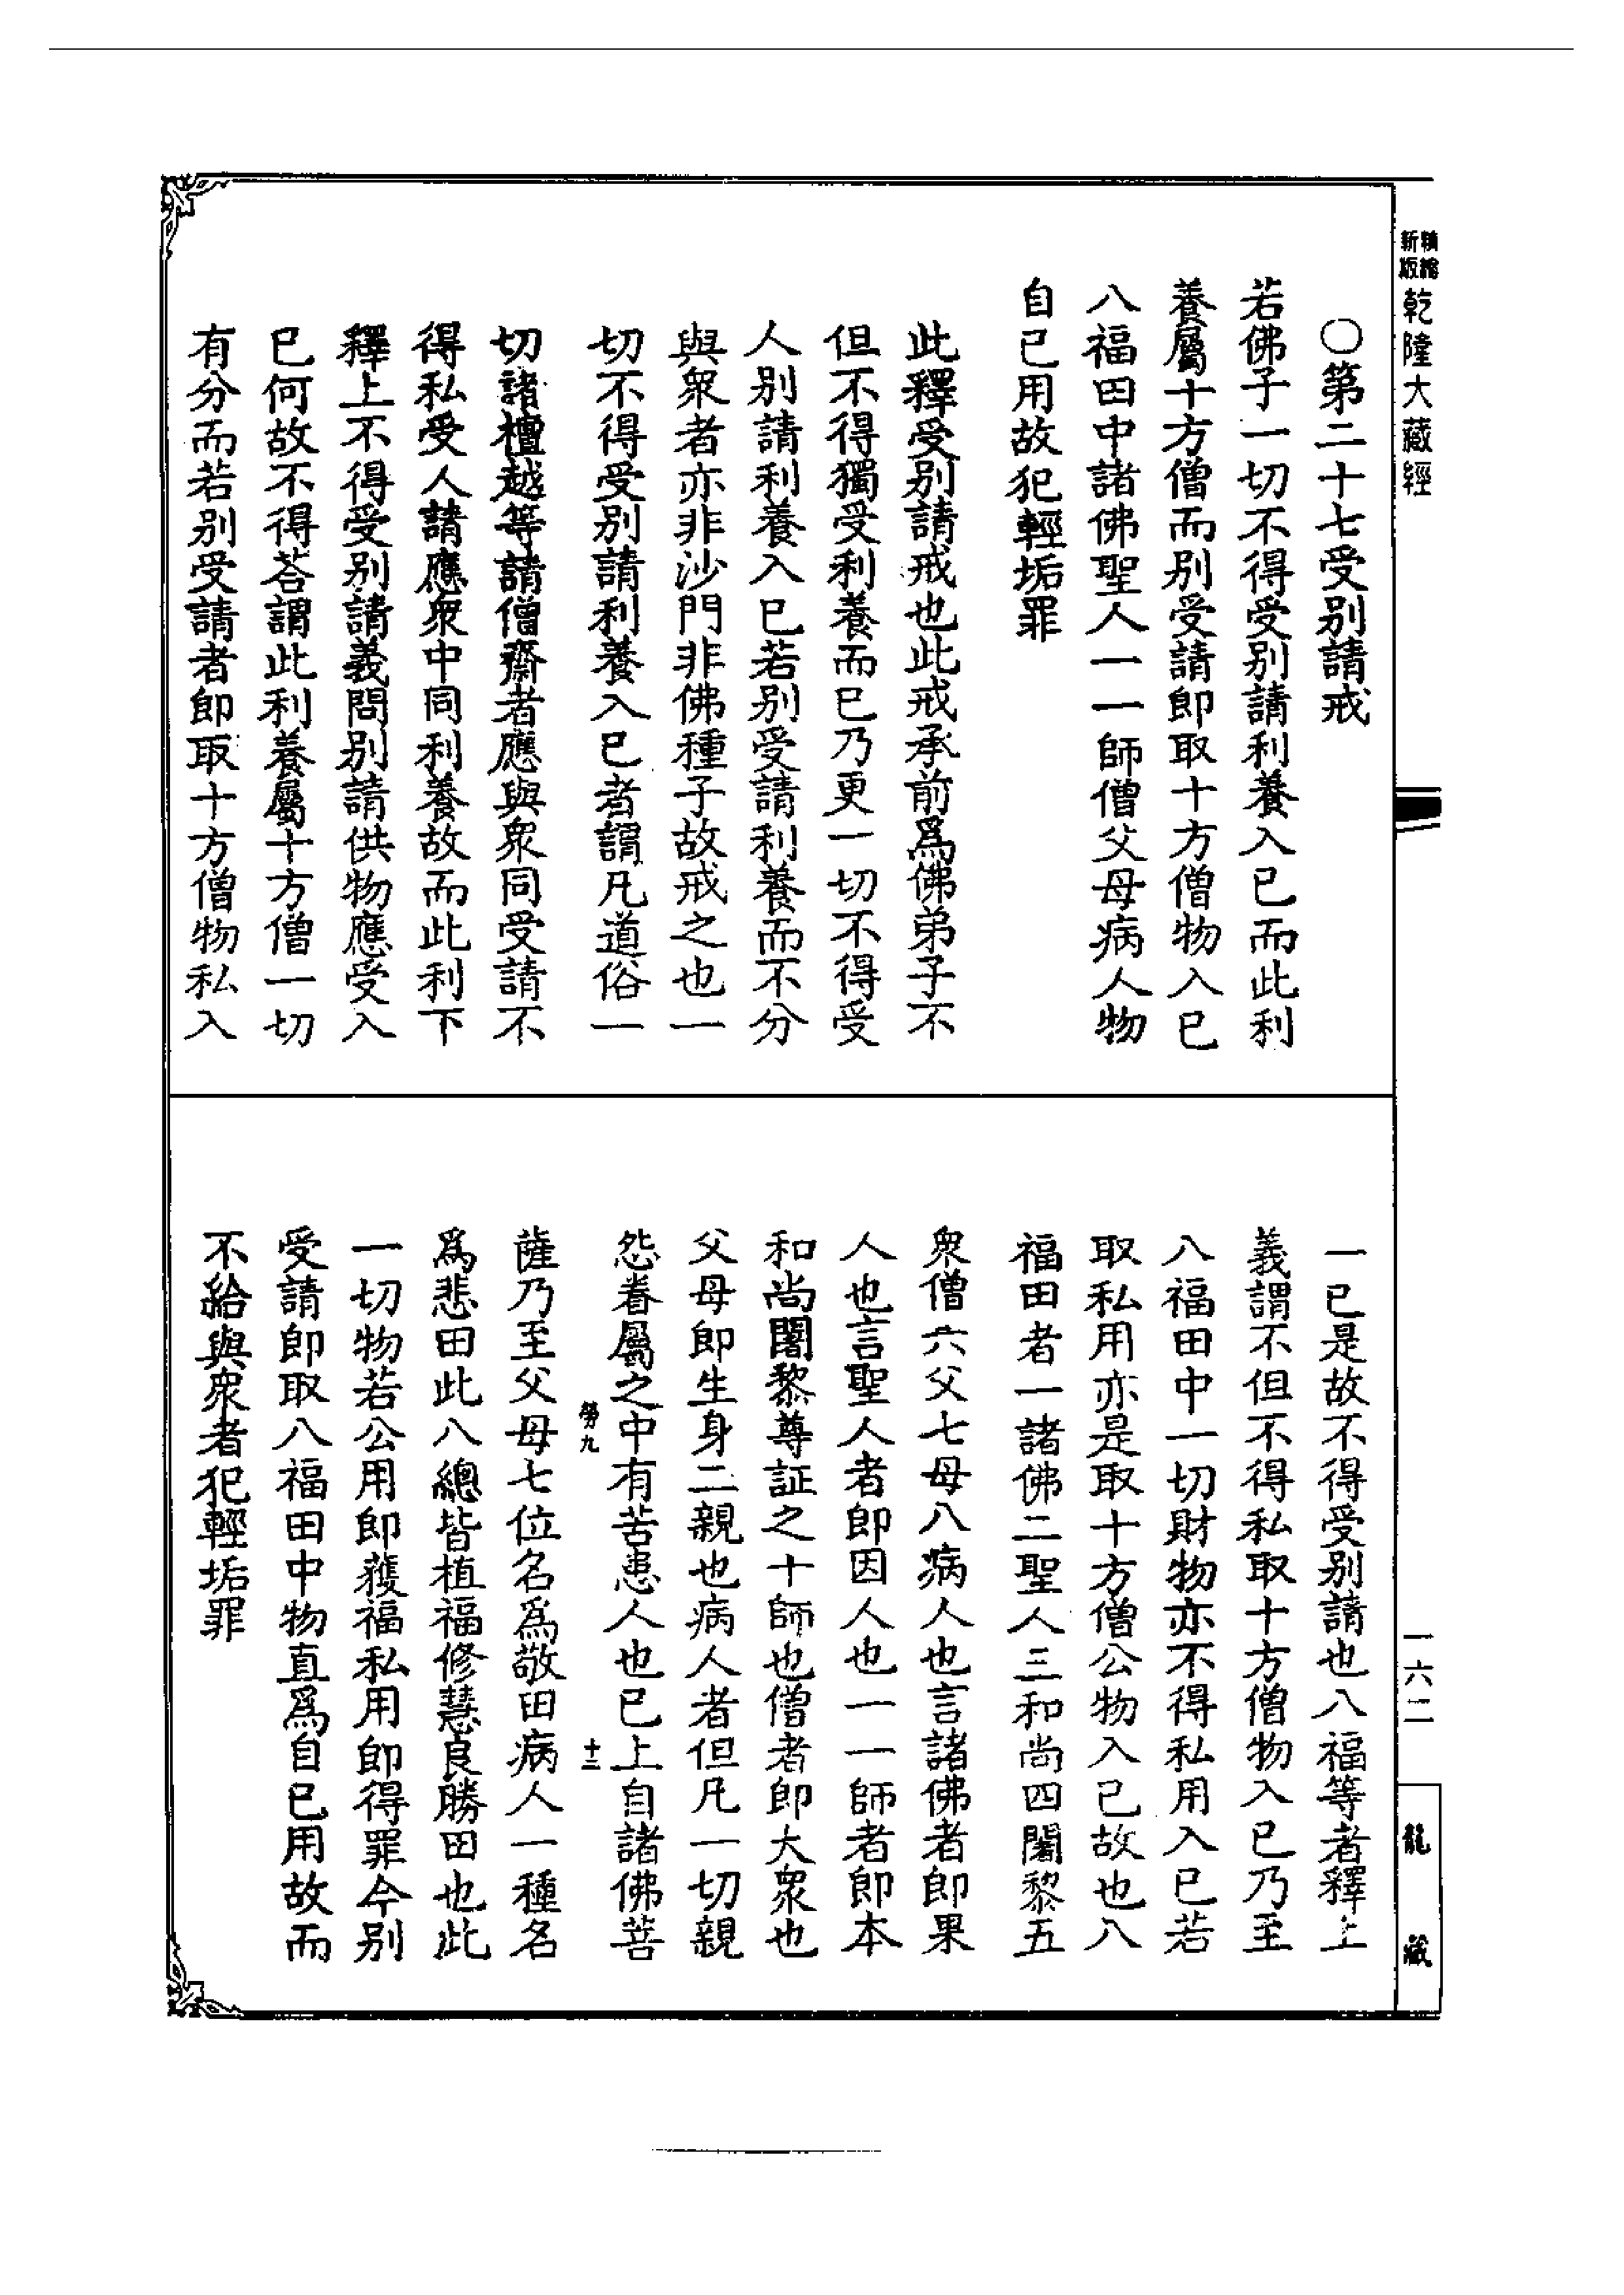 精縮
新版
乾隆大藏經
〇第二十七受別請戒
若佛子一切不得受別請利養入已而此利
養屬十方僧而別受請即取十方僧物入已
八福田中諸佛聖人一一師僧父母病人物
自已用故犯輕垢罪
此釋受別請戒也此戒承前爲佛弟子不
但不得獨受利養而已乃更一切不得受
人別請利養入已若別受請利養而不分
與衆者亦非沙門非佛種子故戒之也一
切不得受別請利養入已者謂凡道俗一
切諸檀越等請僧齋者應與衆同受請不
得私受人請應衆中同利養故而此利下
釋上不得受別請義問別請供物應受入
已何故不得荅謂此利養屬十方僧一切
有分而若別受請者即取十方僧物私入
一已是故不得受別請也八福等者釋上
義謂不但不得私取十方僧物入已乃至
八福田中一切財物亦不得私用入已若
取私用亦是取十方僧公物入已故也八
福田者一諸佛二聖人三和尚四闍黎五
衆僧六父七母八病人也言諸佛者即果
人也言聖人者即因人也一一師者即本
和尚闍黎尊証之十師也僧者即大衆也
父母即生身二親也病人者但凡一切親
怨眷屬之中有苦患人也已上自諸佛菩
勞九
十三
薩乃至父母七位名爲敬田病人一種名
爲悲田此八總皆植福修慧良勝田也此
一切物若公用即獲福私用即得罪今別
受請即取八福田中物直爲自已用故而
不給與衆者犯輕垢罪
一六二
龍藏